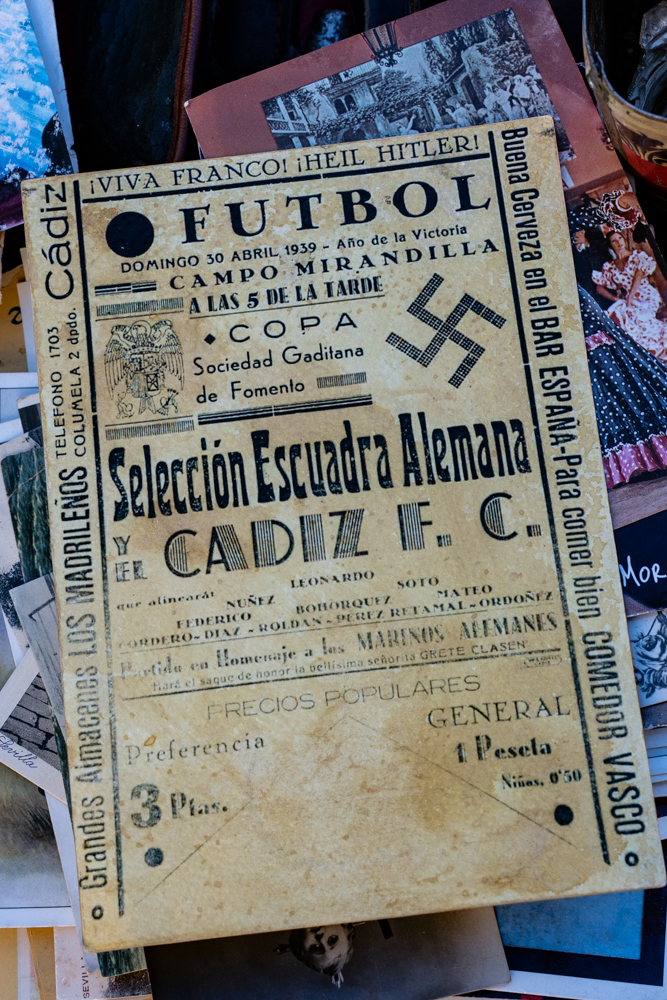 ¡VIVA FRANCO! ¡HEIL HITLER!
FUTBOL
DOMINGO 30 ABRIL 1939 - Año de la Victoria
CAMPO MIRANDILLA
A LAS 5 DE LA TARDE
COPA
Sociedad Gaditana
de Fomento
Selección Escuadra Alemana
Y EL CADIZ F. C.
que alineará:
LEONARDO
NUÑEZ SOTO
FEDERICO BOHORQUEZ MATEO
CORDERO-DIAZ-ROLDAN-PEREZ RETAMAL-ORDOÑEZ
Partido en Homenaje a los MARINOS ALEMANES
Hará el saque de honor la bellísima señorita GRETE CLASEN
PRECIOS POPULARES
Preferencia
3 Ptas.
GENERAL
1 Peseta
Niños, 0'50
Grandes Almacenes LOS MADRILEÑOS TELEFONO 1703 Cádiz
COLUMELA 2 dpdo.
Buena Cerveza en el BAR ESPAÑA-Para comer bien COMEDOR VASCO
Mor
Sevilla
SEVILL